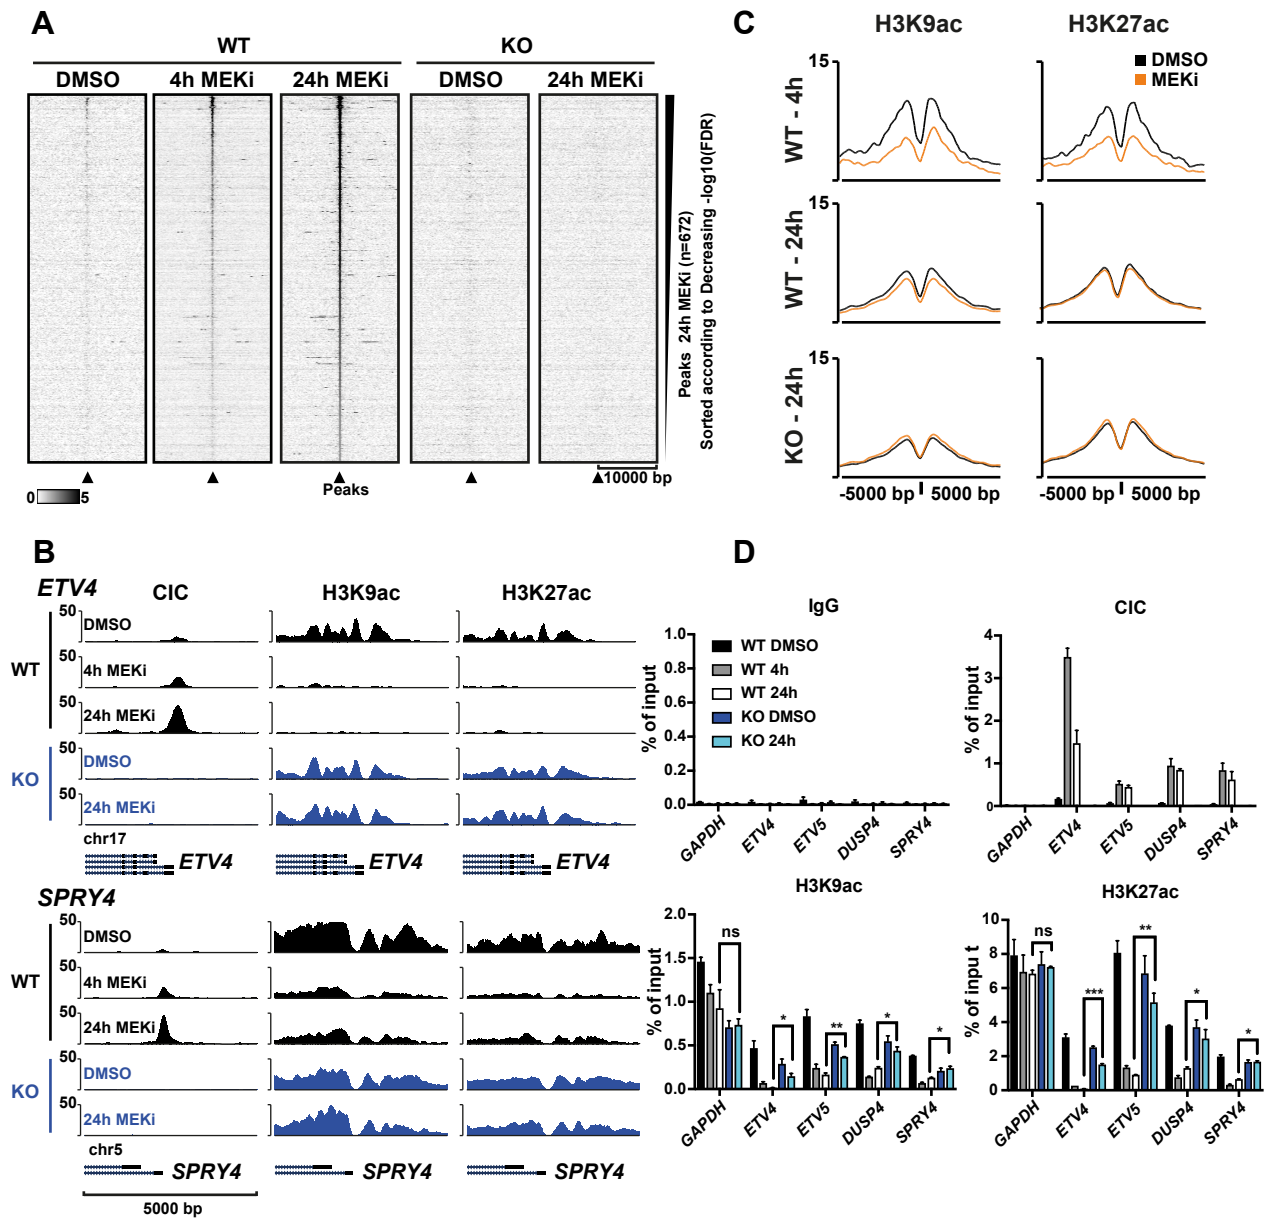 A
WT
KO
DMSO
4h MEKi
24h MEKi
DMSO
24h MEKi
Peaks 24h MEKi (n=672)
Sorted according to Decreasing -log10(FDR)
Peaks
10000 bp
0
5
C
H3K9ac
H3K27ac
DMSO
MEKi
WT - 4h
15
WT - 24h
15
KO - 24h
15
-5000 bp
5000 bp
-5000 bp
5000 bp
B
ETV4
CIC
H3K9ac
H3K27ac
WT
50
DMSO
50
4h MEKi
50
24h MEKi
KO
50
DMSO
50
24h MEKi
chr17
ETV4
ETV4
ETV4
SPRY4
WT
50
DMSO
50
4h MEKi
50
24h MEKi
KO
50
DMSO
50
24h MEKi
chr5
SPRY4
SPRY4
SPRY4
5000 bp
D
IgG
% of input
1.0
0.8
0.6
0.4
0.2
0.0
WT DMSO
WT 4h
WT 24h
KO DMSO
KO 24h
GAPDH
ETV4
ETV5
DUSP4
SPRY4
CIC
% of input
4
3
2
1
0
GAPDH
ETV4
ETV5
DUSP4
SPRY4
H3K9ac
% of input
2.0
1.5
1.0
0.5
0.0
ns
*
**
*
*
GAPDH
ETV4
ETV5
DUSP4
SPRY4
H3K27ac
% of inpu t
10
8
6
4
2
0
ns
***
**
*
*
GAPDH
ETV4
ETV5
DUSP4
SPRY4